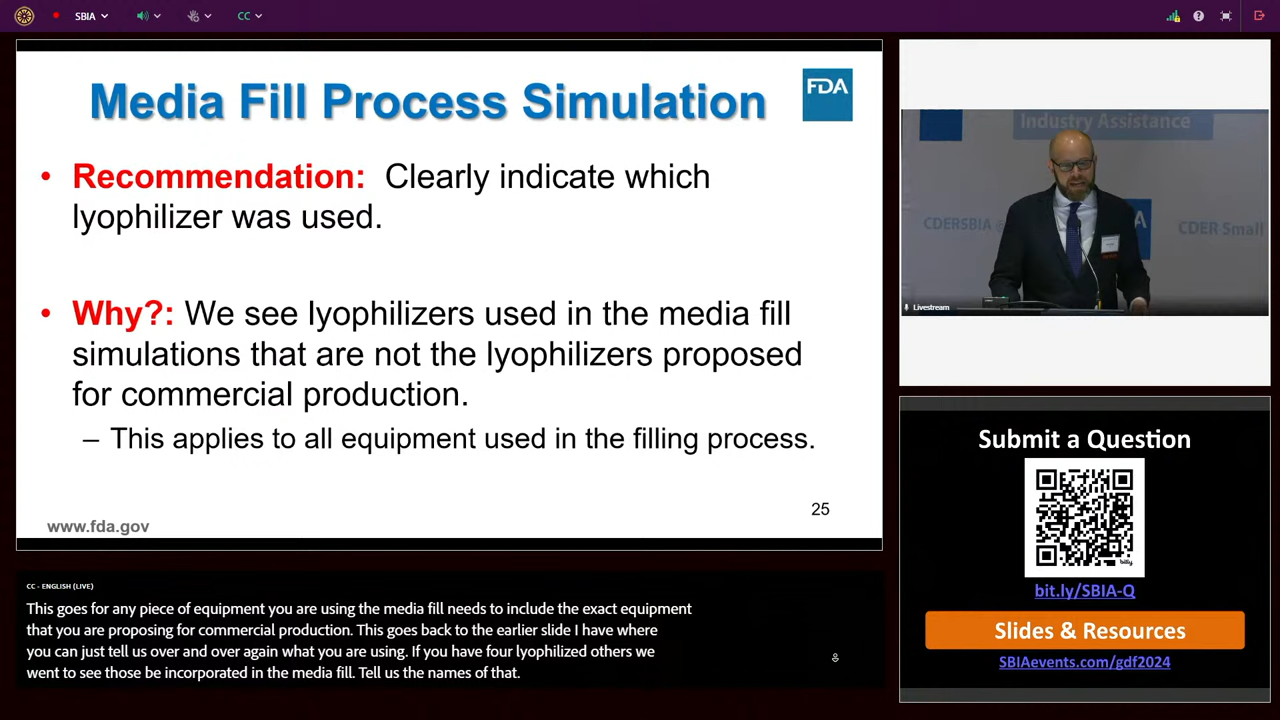 SBIA
CC
Media Fill Process Simulation
FDA
• Recommendation: Clearly indicate which
lyophilizer was used.
• Why?: We see lyophilizers used in the media fill
simulations that are not the lyophilizers proposed
for commercial production.
– This applies to all equipment used in the filling process.
25
www.fda.gov
Industry Assistance
CDERSBIA
CDER Small
Livestream
Submit a Question
bitly
bit.ly/SBIA-Q
Slides & Resources
SBIAevents.com/gdf2024
CC - ENGLISH (LIVE)
This goes for any piece of equipment you are using the media fill needs to include the exact equipment
that you are proposing for commercial production. This goes back to the earlier slide I have where
you can just tell us over and over again what you are using. If you have four lyophilized others we
went to see those be incorporated in the media fill. Tell us the names of that.